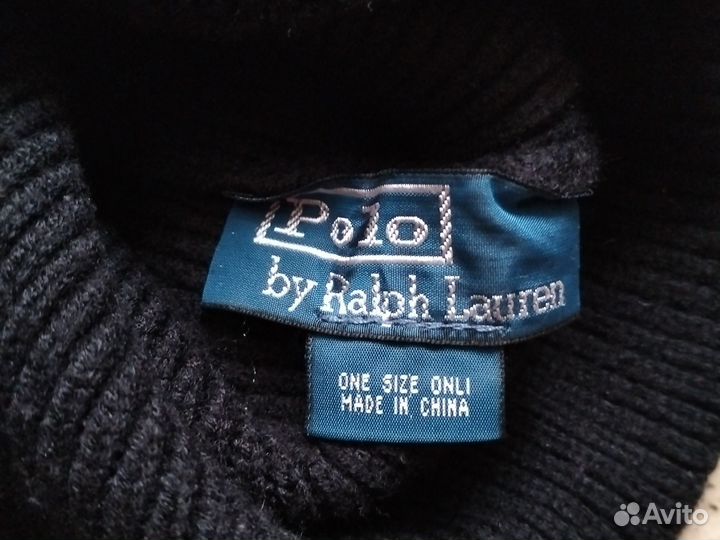 Polo
by Ralph Lauren
ONE SIZE ONLI
MADE IN CHINA
Avito